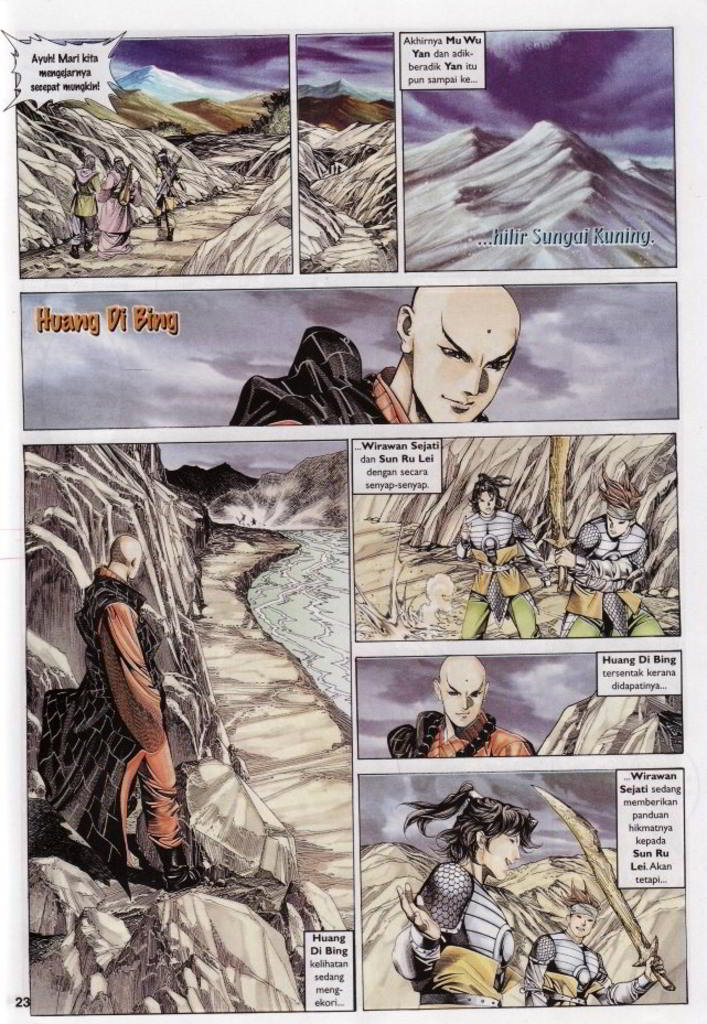 Ayuh! Mari kita
mengejarnya
secepat mungkin!
Akhirnya Mu Wu
Yan dan adik-
beradik Yan itu
pun sampai ke...
...hilir Sungai Kuning.
Huang Di Bing
Huang
Di Bing
kelihatan
sedang
meng-
ekori...
...Wirawan Sejati
dan Sun Ru Lei
dengan secara
senyap-senyap.
Huang Di Bing
tersentak kerana
didapatinya...
...Wirawan
Sejati sedang
memberikan
panduan
hikmatnya
kepada
Sun Ru
Lei. Akan
tetapi...
23